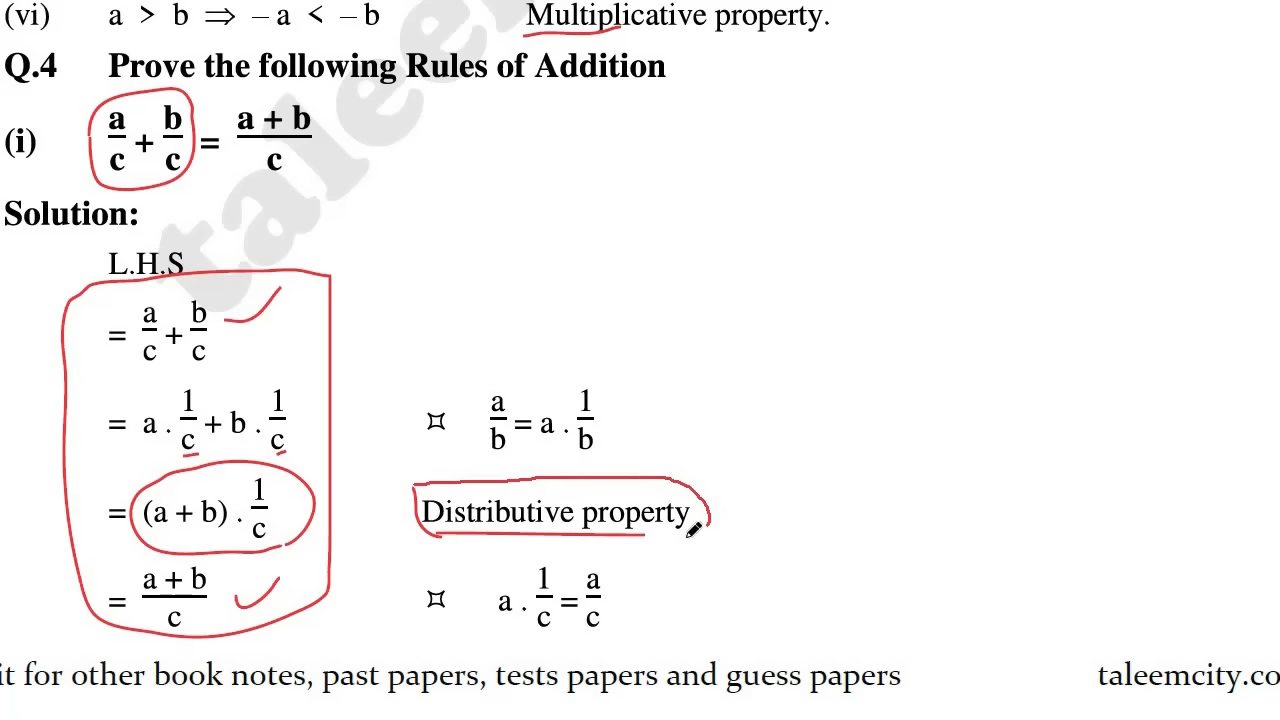 (vi) a > b ⇒ – a < – b Multiplicative property.
Q.4 Prove the following Rules of Addition
(i) a/c + b/c = (a + b)/c
Solution:
L.H.S
= a/c + b/c
= a . 1/c + b . 1/c ¤ a/b = a . 1/b
= (a + b) . 1/c Distributive property
= (a + b)/c ¤ a . 1/c = a/c
it for other book notes, past papers, tests papers and guess papers taleemcity.co